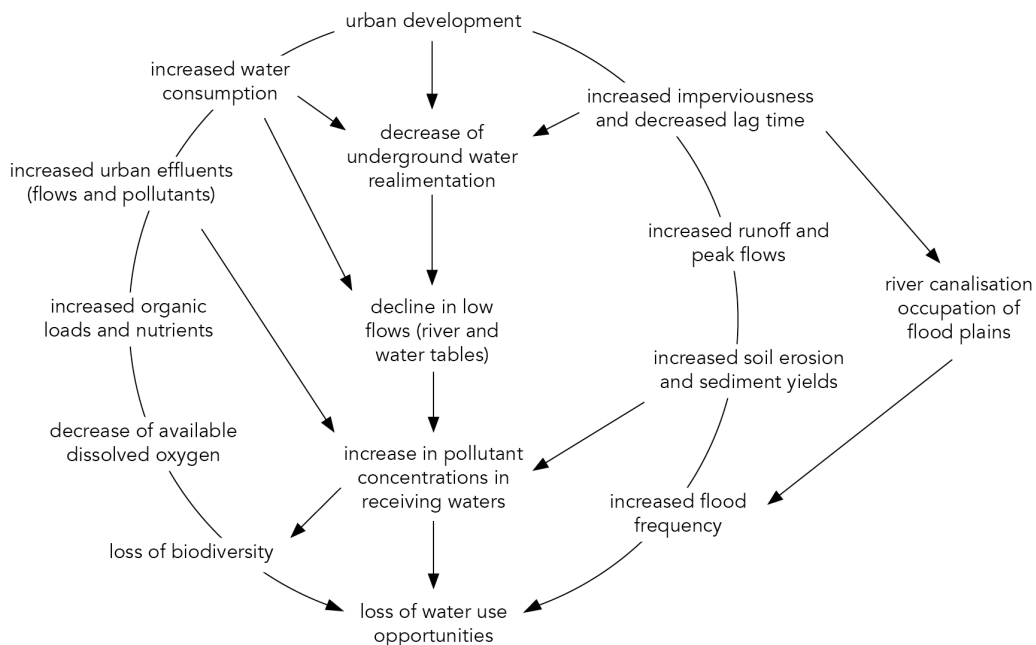 urban development
increased water
consumption
increased imperviousness
and decreased lag time
decrease of
underground water
realimentation
increased urban effluents
(flows and pollutants)
increased runoff and
peak flows
river canalisation
occupation of
flood plains
increased organic
loads and nutrients
decline in low
flows (river and
water tables)
increased soil erosion
and sediment yields
decrease of available
dissolved oxygen
increase in pollutant
concentrations in
receiving waters
increased flood
frequency
loss of biodiversity
loss of water use
opportunities